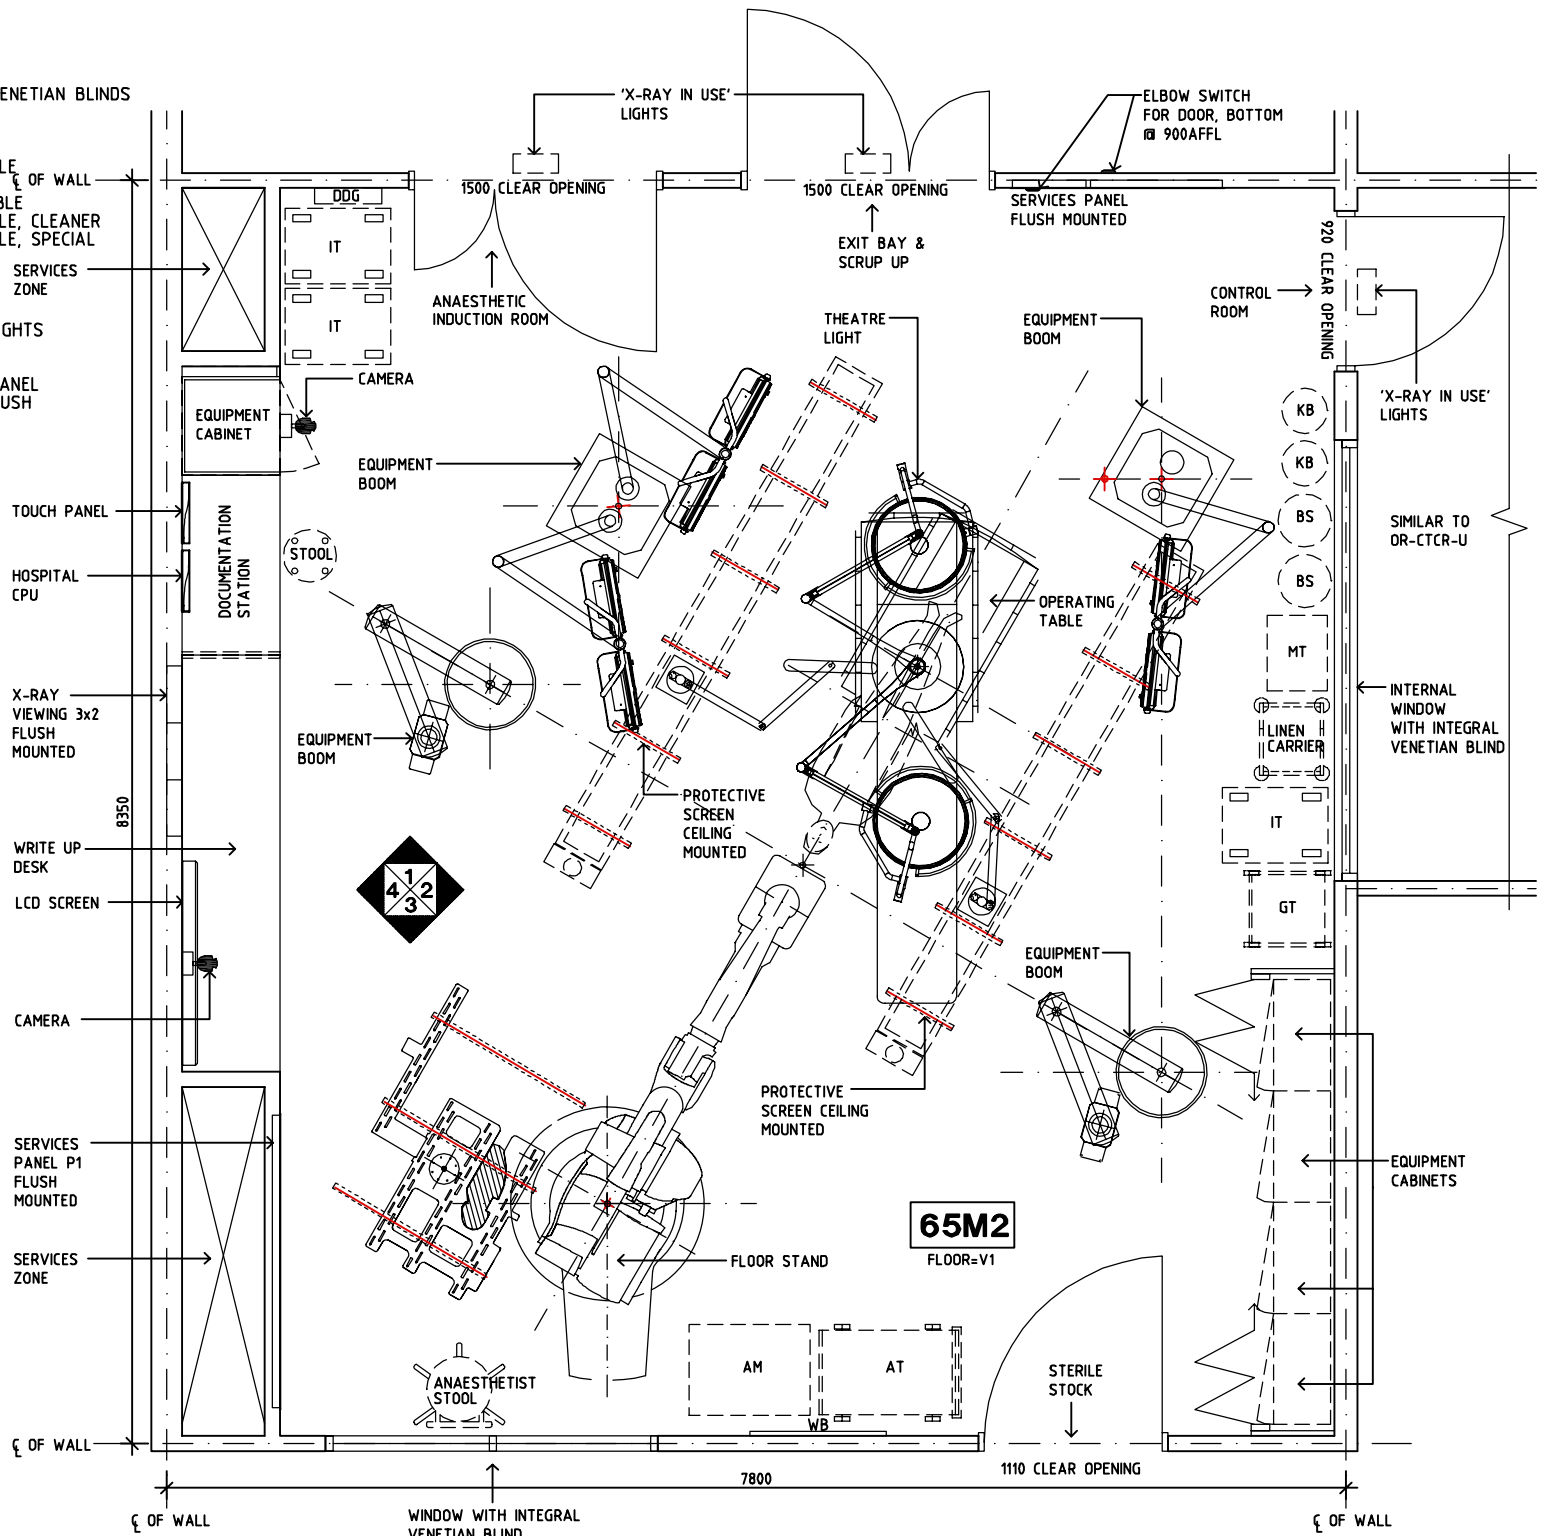 ENETIAN BLINDS
'X-RAY IN USE'
LIGHTS
ELBOW SWITCH
FOR DOOR, BOTTOM
@ 900AFFL
LE
℄ OF WALL
BLE
LE, CLEANER
LE, SPECIAL
1500 CLEAR OPENING
1500 CLEAR OPENING
SERVICES PANEL
FLUSH MOUNTED
DDG
IT
IT
SERVICES
ZONE
EXIT BAY &
SCRUP UP
920 CLEAR OPENING
CONTROL
ROOM
ANAESTHETIC
INDUCTION ROOM
THEATRE
LIGHT
EQUIPMENT
BOOM
IGHTS
CAMERA
ANEL
USH
'X-RAY IN USE'
LIGHTS
EQUIPMENT
CABINET
KB
KB
BS
BS
EQUIPMENT
BOOM
TOUCH PANEL
DOCUMENTATION
STATION
STOOL
SIMILAR TO
OR-CTCR-U
HOSPITAL
CPU
OPERATING
TABLE
MT
X-RAY
VIEWING 3x2
FLUSH
MOUNTED
INTERNAL
WINDOW
WITH INTEGRAL
VENETIAN BLIND
LINEN
CARRIER
EQUIPMENT
BOOM
8350
PROTECTIVE
SCREEN
CEILING
MOUNTED
IT
WRITE UP
DESK
1
4 2
3
LCD SCREEN
GT
EQUIPMENT
BOOM
CAMERA
PROTECTIVE
SCREEN CEILING
MOUNTED
SERVICES
PANEL P1
FLUSH
MOUNTED
EQUIPMENT
CABINETS
65M2
FLOOR=V1
SERVICES
ZONE
FLOOR STAND
AM
AT
STERILE
STOCK
ANAESTHETIST
STOOL
WB
℄ OF WALL
1110 CLEAR OPENING
7800
℄ OF WALL
WINDOW WITH INTEGRAL
VENETIAN BLIND
℄ OF WALL